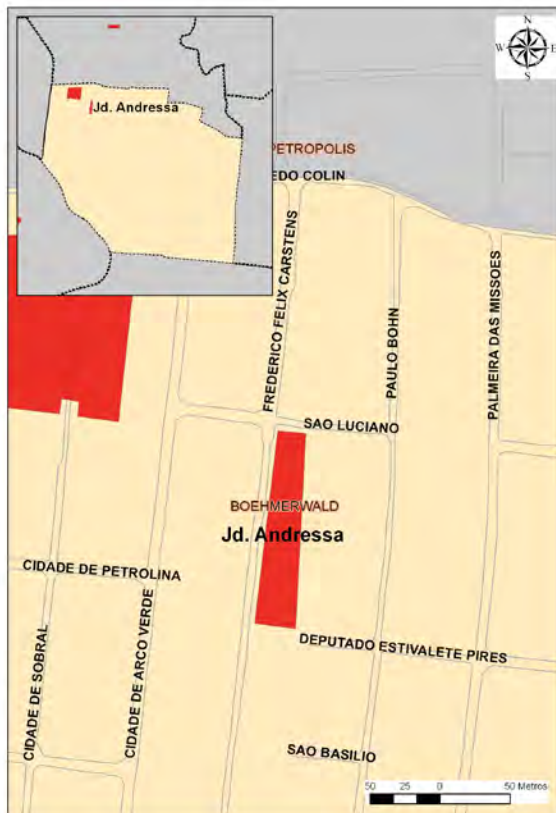 N
W E
S
Jd. Andressa
PETROPOLIS
EDO COLIN
FREDERICO FELIX CARSTENS
PAULO BOHN
PALMEIRA DAS MISSOES
SAO LUCIANO
BOEHMERWALD
Jd. Andressa
CIDADE DE PETROLINA
CIDADE DE SOBRAL
CIDADE DE ARCO VERDE
DEPUTADO ESTIVALETE PIRES
SAO BASILIO
50 25 0 50 Metros